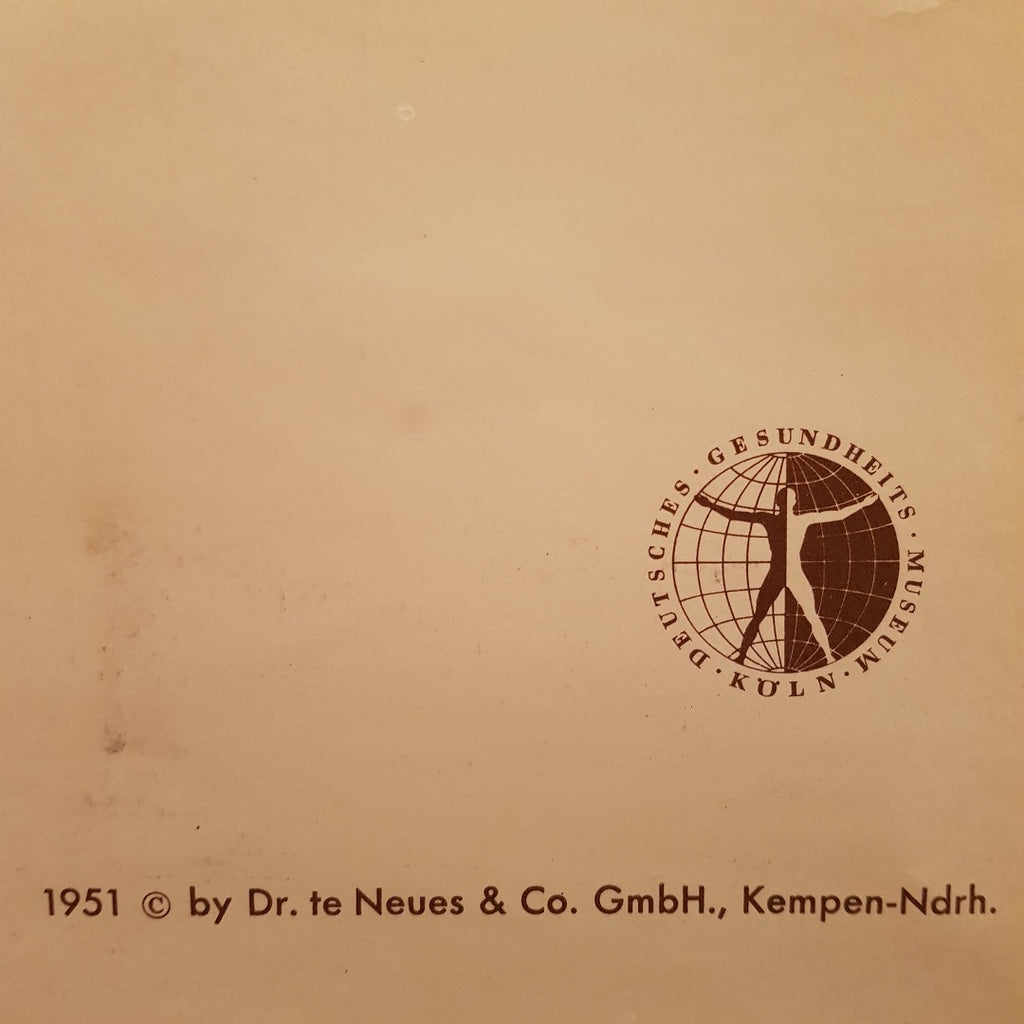 DEUTSCHES · GESUNDHEITS · MUSEUM · KÖLN ·
1951 © by Dr. te Neues & Co. GmbH., Kempen-Ndrh.